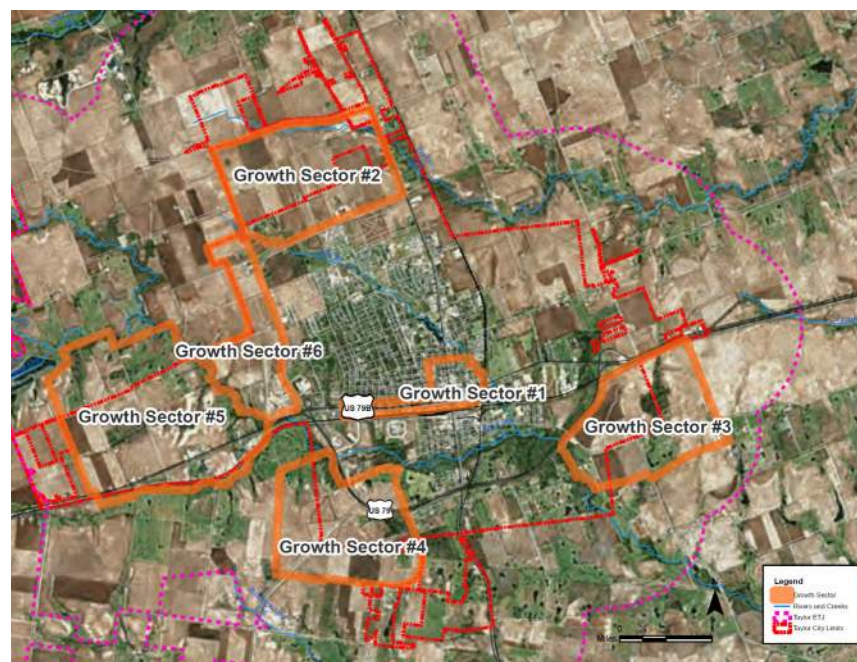 Growth Sector #2
Growth Sector #6
Growth Sector #1
US 79B
Growth Sector #5
Growth Sector #3
US 79
Growth Sector #4
Legend
Growth Sector
Rivers and Creeks
Taylor ETJ
Taylor City Limits
0
Miles